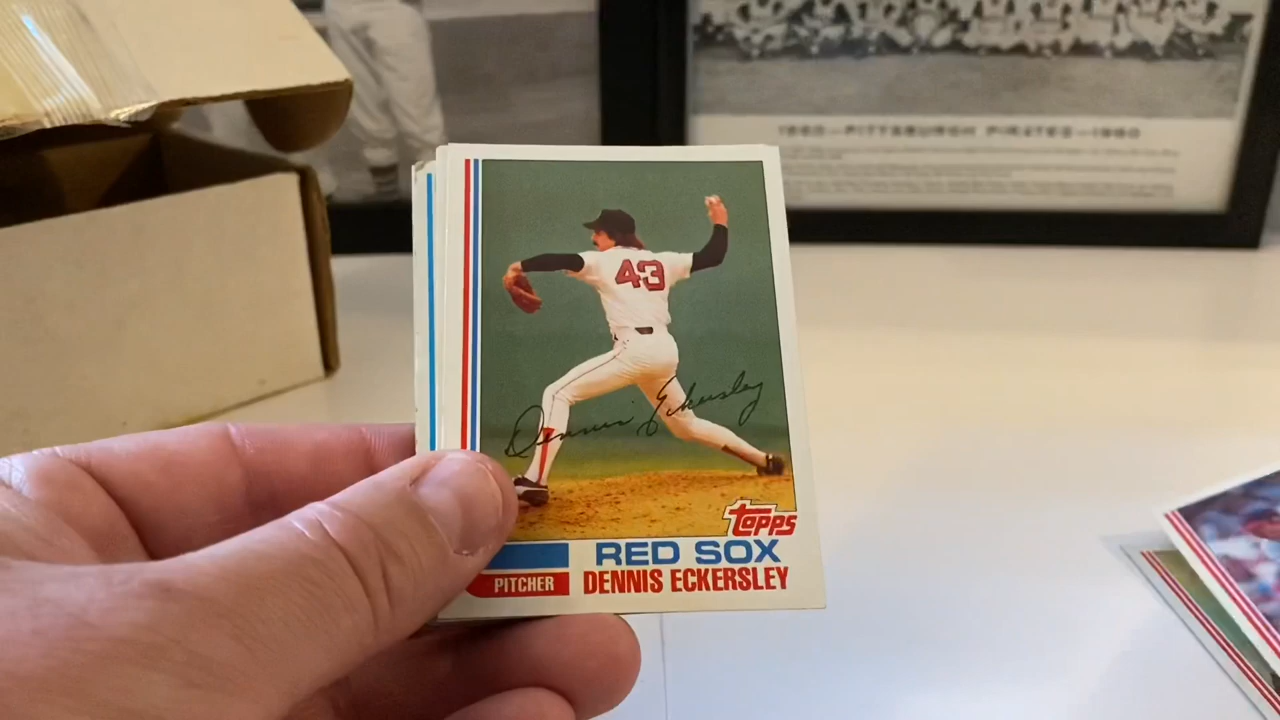 1960—PITTSBURGH PIRATES—1960
43
Dennis Eckersley
Topps
RED SOX
PITCHER
DENNIS ECKERSLEY